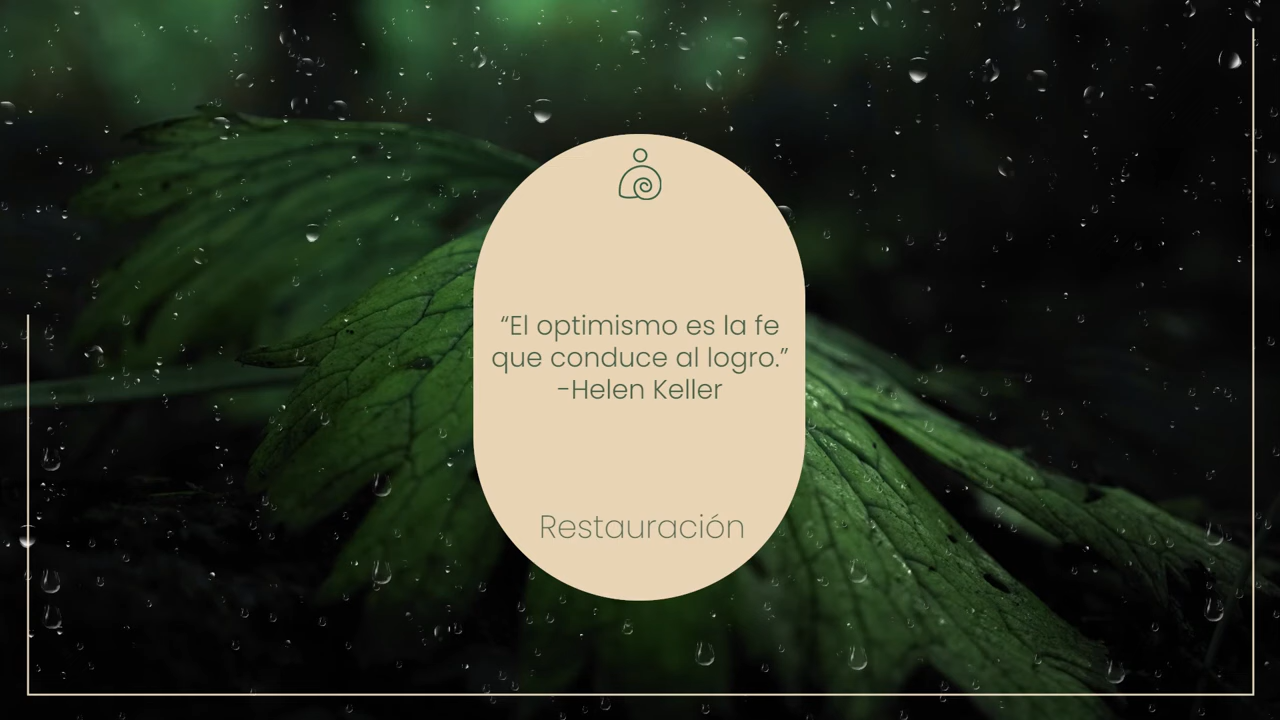 “El optimismo es la fe
que conduce al logro.”
-Helen Keller
Restauración